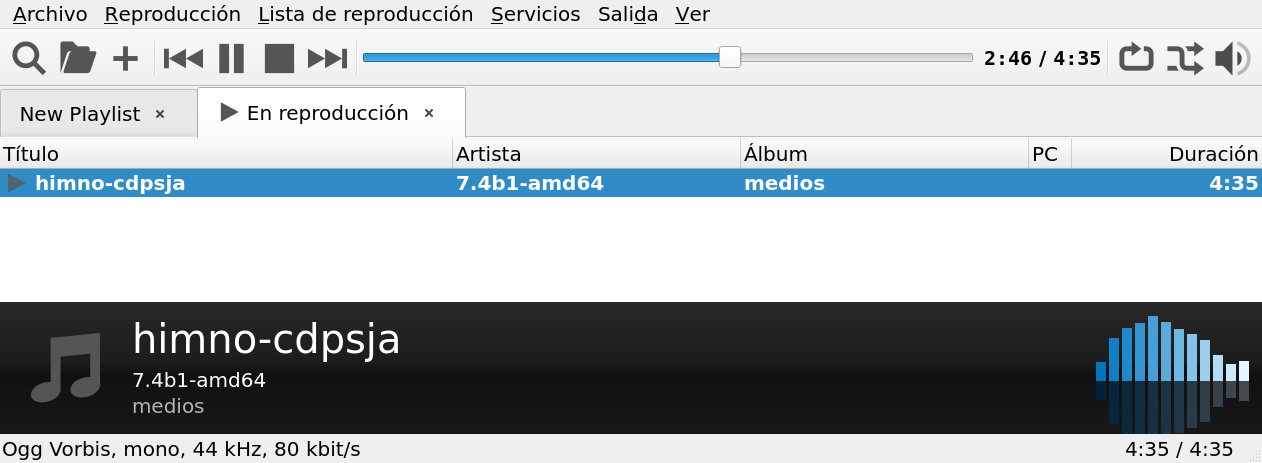 Archivo Reproducción Lista de reproducción Servicios Salida Ver
2:46 / 4:35
New Playlist × En reproducción ×
Título Artista Álbum PC Duración
himno-cdpsja 7.4b1-amd64 medios 4:35
himno-cdpsja
7.4b1-amd64
medios
Ogg Vorbis, mono, 44 kHz, 80 kbit/s 4:35 / 4:35